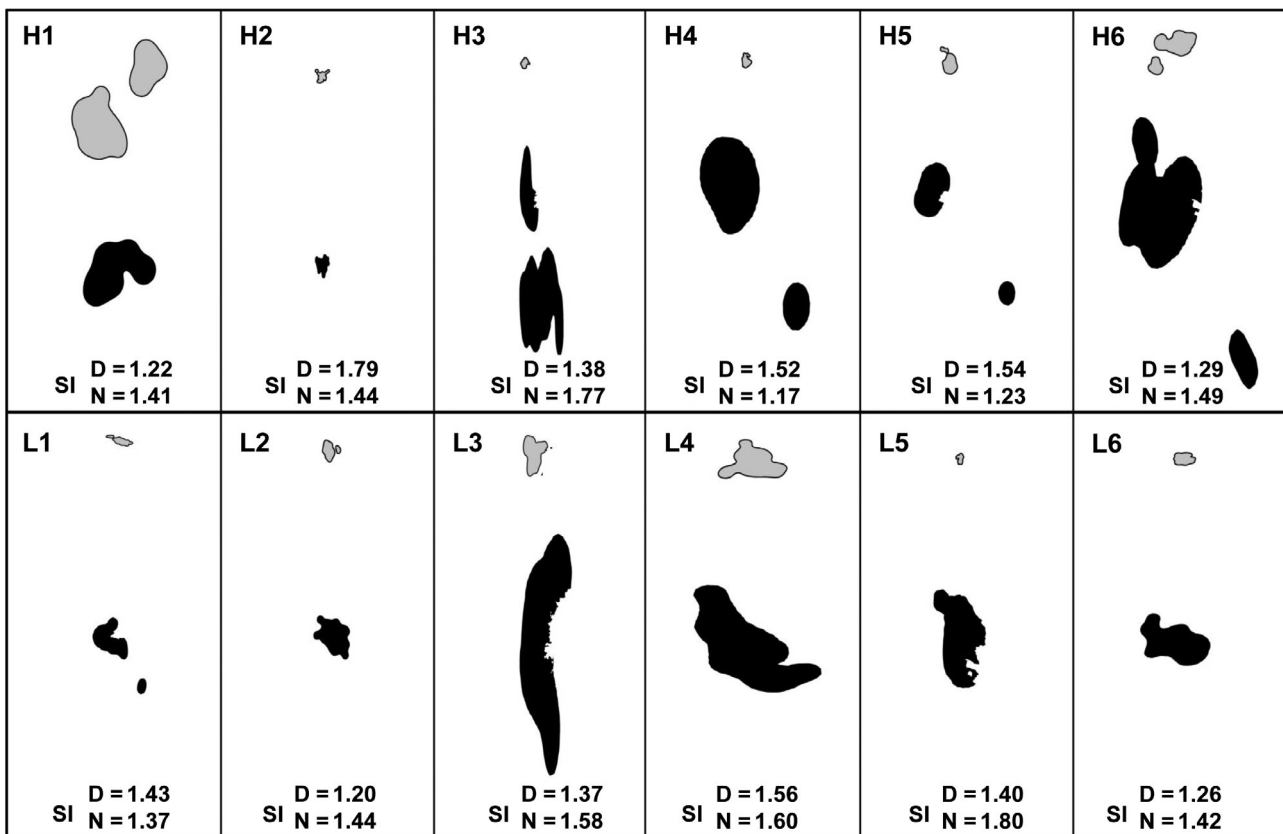 H1
SI D = 1.22
N = 1.41
H2
SI D = 1.79
N = 1.44
H3
SI D = 1.38
N = 1.77
H4
SI D = 1.52
N = 1.17
H5
SI D = 1.54
N = 1.23
H6
SI D = 1.29
N = 1.49
L1
SI D = 1.43
N = 1.37
L2
SI D = 1.20
N = 1.44
L3
SI D = 1.37
N = 1.58
L4
SI D = 1.56
N = 1.60
L5
SI D = 1.40
N = 1.80
L6
SI D = 1.26
N = 1.42